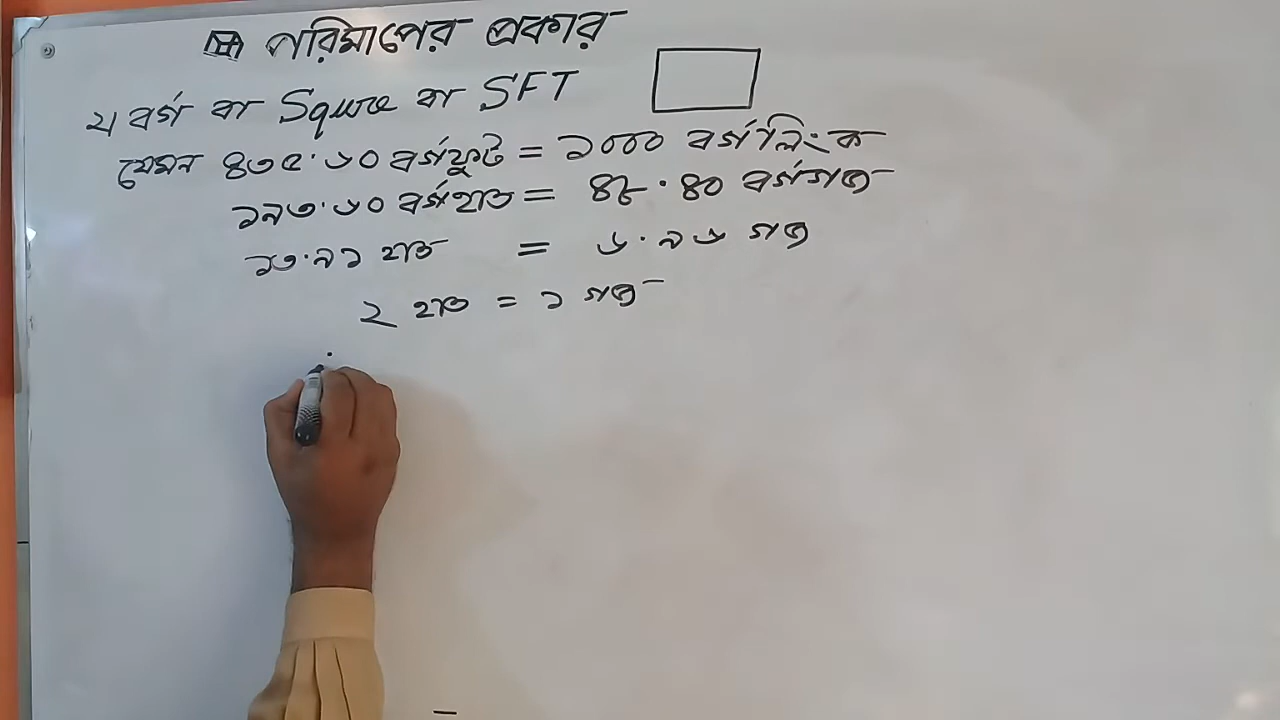 পরিমাপের প্রকার
২। বর্গ বা Squre বা SFT
যেমন ৪৩৫.৬০ বর্গফুট = ১০০০ বর্গলিংক
১৯৩.৬০ বর্গহাত = ৪৮.৪০ বর্গগজ
১৩.৯১ হাত = ৬.৯৬ গজ
২ হাত = ১ গজ